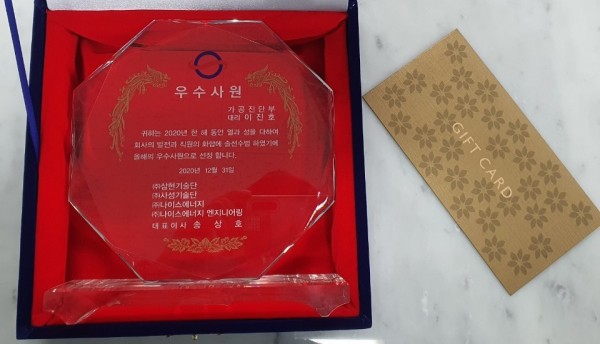 우수사원
가 공 진 단 부
대리 이 진 호
귀하는 2020년 한 해 동안 열과 성을 다하여
회사의 발전과 직원의 화합에 솔선수범 하였기에
올해의 우수사원으로 선정 합니다.
2020년 12월 31일
㈜삼현기술단
㈜사성기술단
㈜나이스에너지
㈜나이스에너지 엔지니어링
대 표 이 사 송 상 호
GIFT CARD